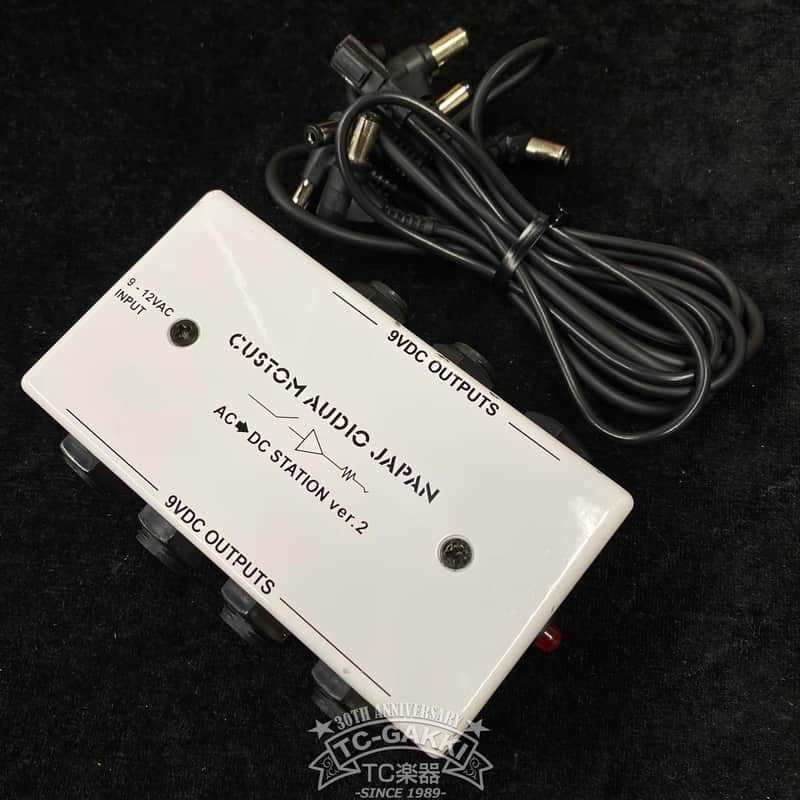 9 - 12VAC
INPUT
9VDC OUTPUTS
CUSTOM AUDIO JAPAN
AC➡DC STATION ver.2
9VDC OUTPUTS
30TH ANNIVERSARY
TC-GAKKI
TC楽器
-SINCE 1989-